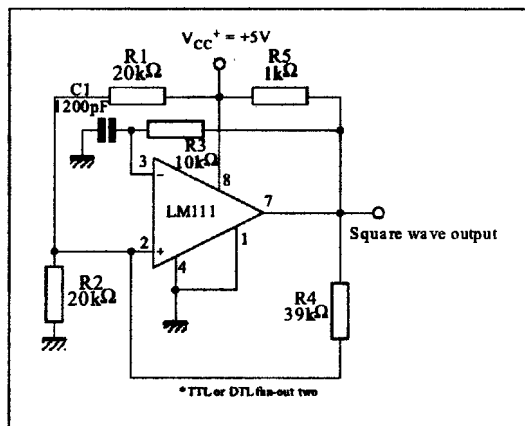 V_CC⁺ = +5V
R1
20kΩ
R5
1kΩ
C1
1200pF
R3
10kΩ
3
−
8
7
LM111
2
+
1
4
Square wave output
R2
20kΩ
R4
39kΩ
*TTL or DTL fan-out two